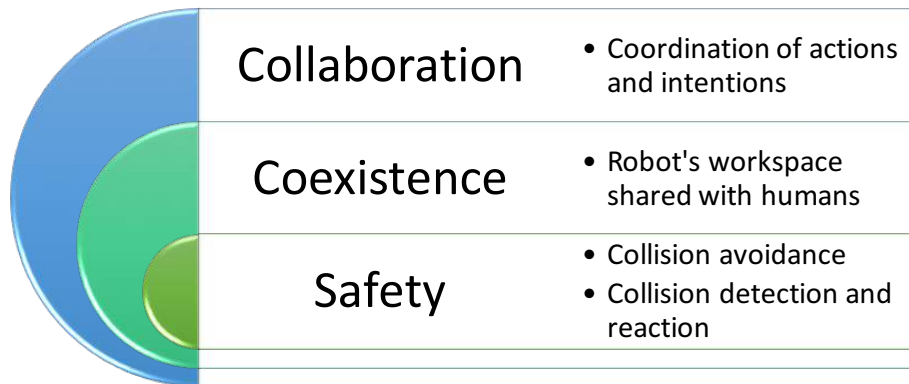 Collaboration
• Coordination of actions
and intentions
Coexistence
• Robot's workspace
shared with humans
Safety
• Collision avoidance
• Collision detection and
reaction